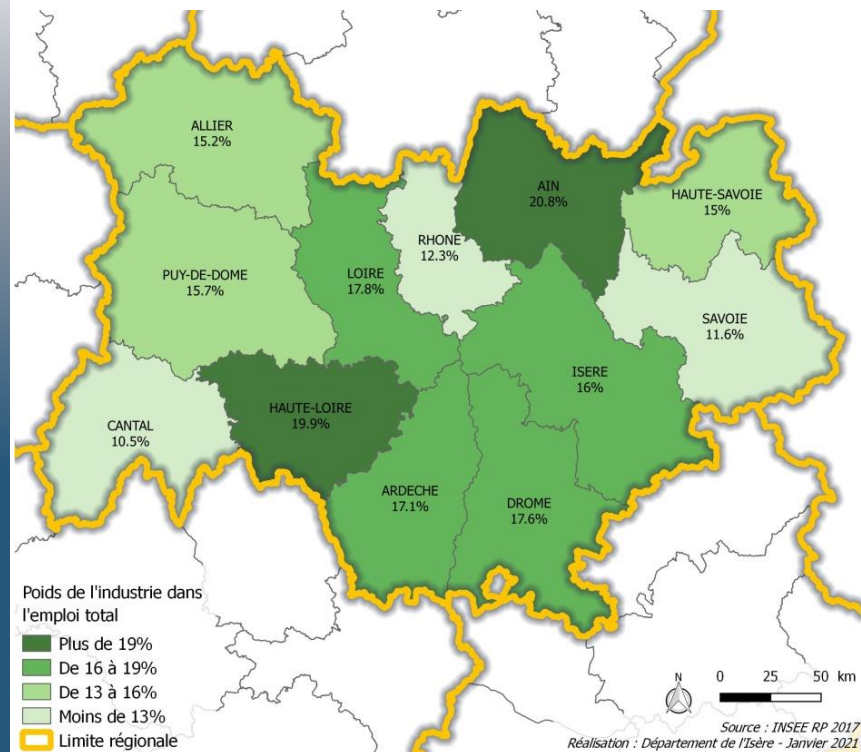 ALLIER
15.2%
AIN
20.8%
HAUTE-SAVOIE
15%
RHONE
12.3%
PUY-DE-DOME
15.7%
LOIRE
17.8%
SAVOIE
11.6%
ISERE
16%
HAUTE-LOIRE
19.9%
CANTAL
10.5%
ARDECHE
17.1%
DROME
17.6%
Poids de l'industrie dans
l'emploi total
Plus de 19%
De 16 à 19%
De 13 à 16%
Moins de 13%
Limite régionale
N
0 25 50 km
Source : INSEE RP 2017
Réalisation : Département de l'Isère - Janvier 2021